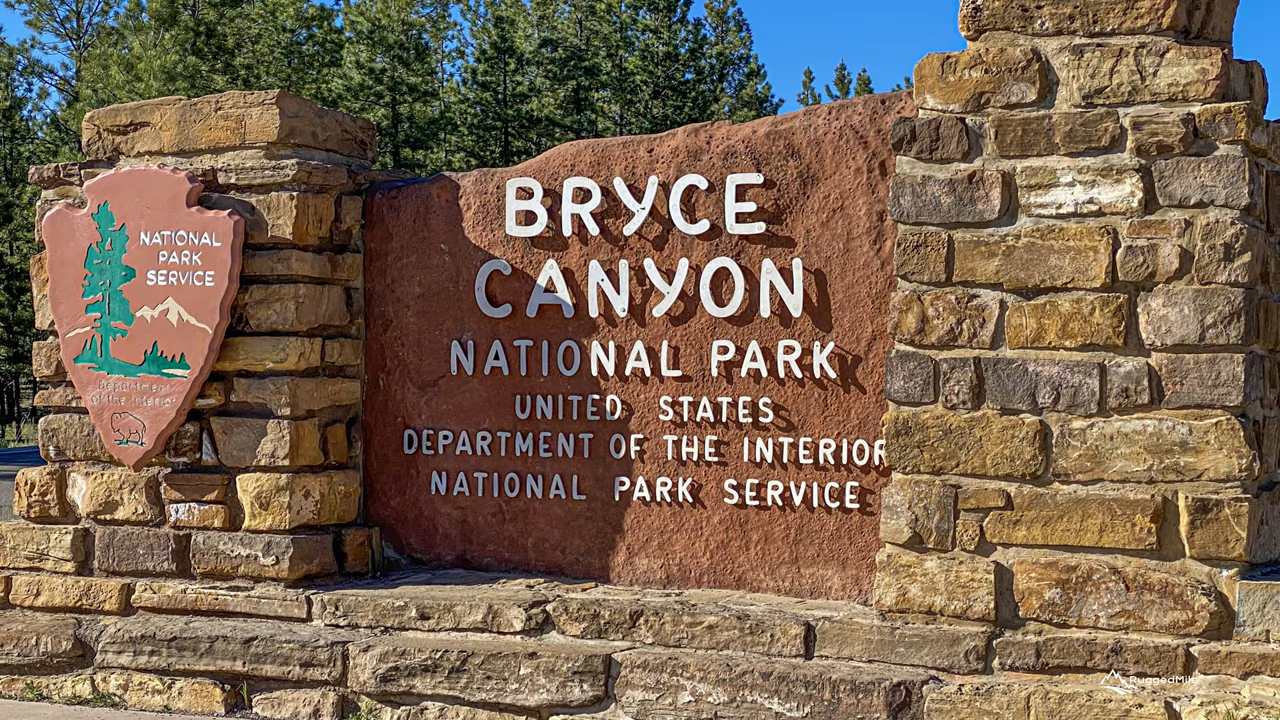 NATIONAL
PARK
SERVICE
Department
of the Interior
BRYCE
CANYON
NATIONAL PARK
UNITED STATES
DEPARTMENT OF THE INTERIOR
NATIONAL PARK SERVICE
RuggedMile